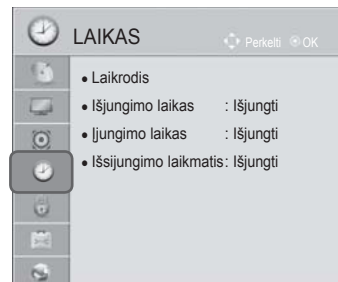 LAIKAS
Perkelti OK
• Laikrodis
• Išjungimo laikas : Išjungti
• Įjungimo laikas : Išjungti
• Išsijungimo laikmatis: Išjungti